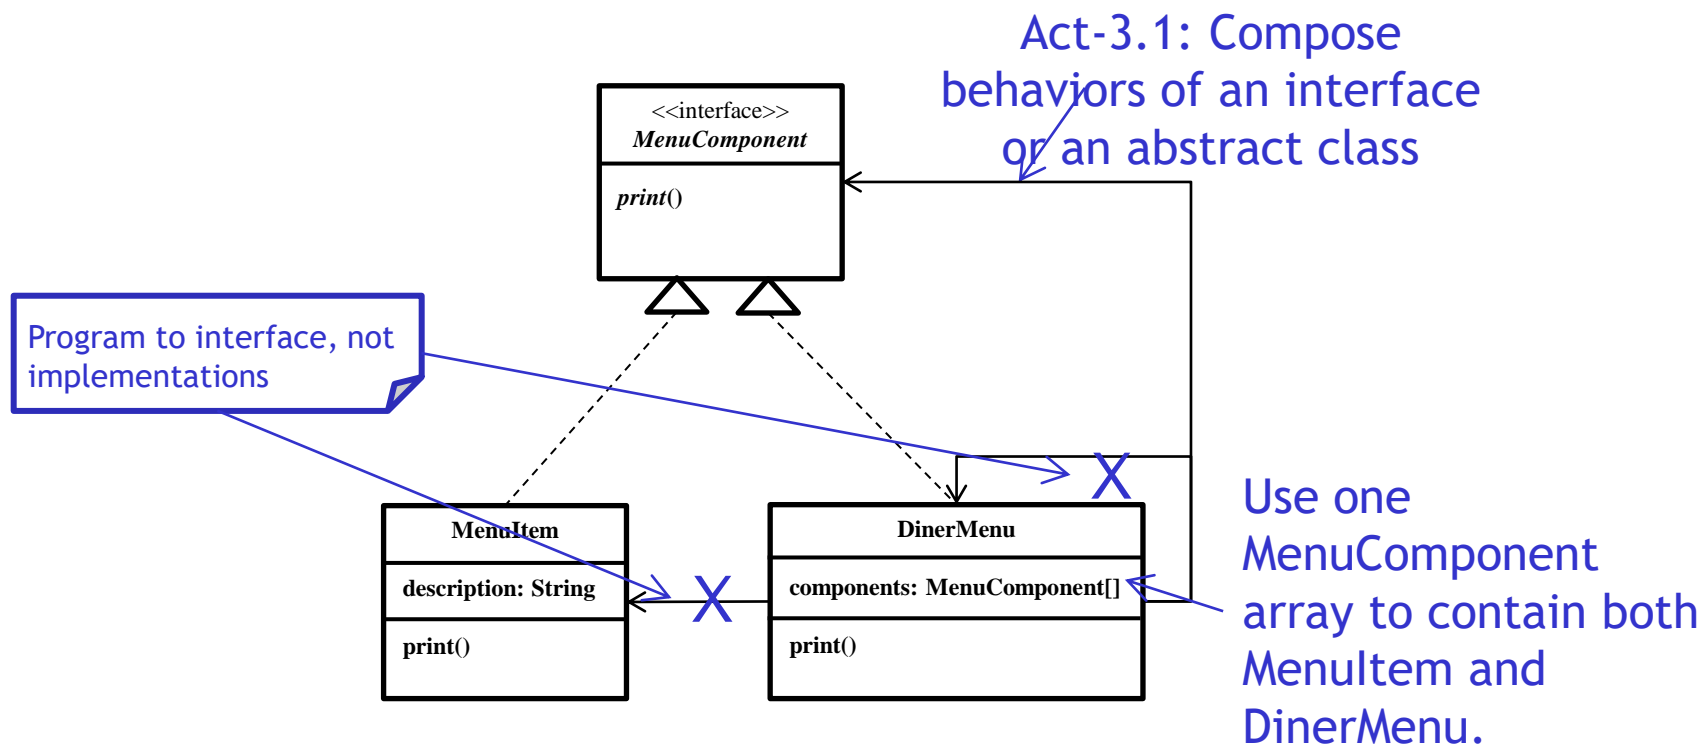 Act-3.1: Compose
behaviors of an interface
or an abstract class
<<interface>>
MenuComponent
print()
Program to interface, not
implementations
X
MenuItem
description: String
print()
X
DinerMenu
components: MenuComponent[]
print()
Use one
MenuComponent
array to contain both
MenuItem and
DinerMenu.